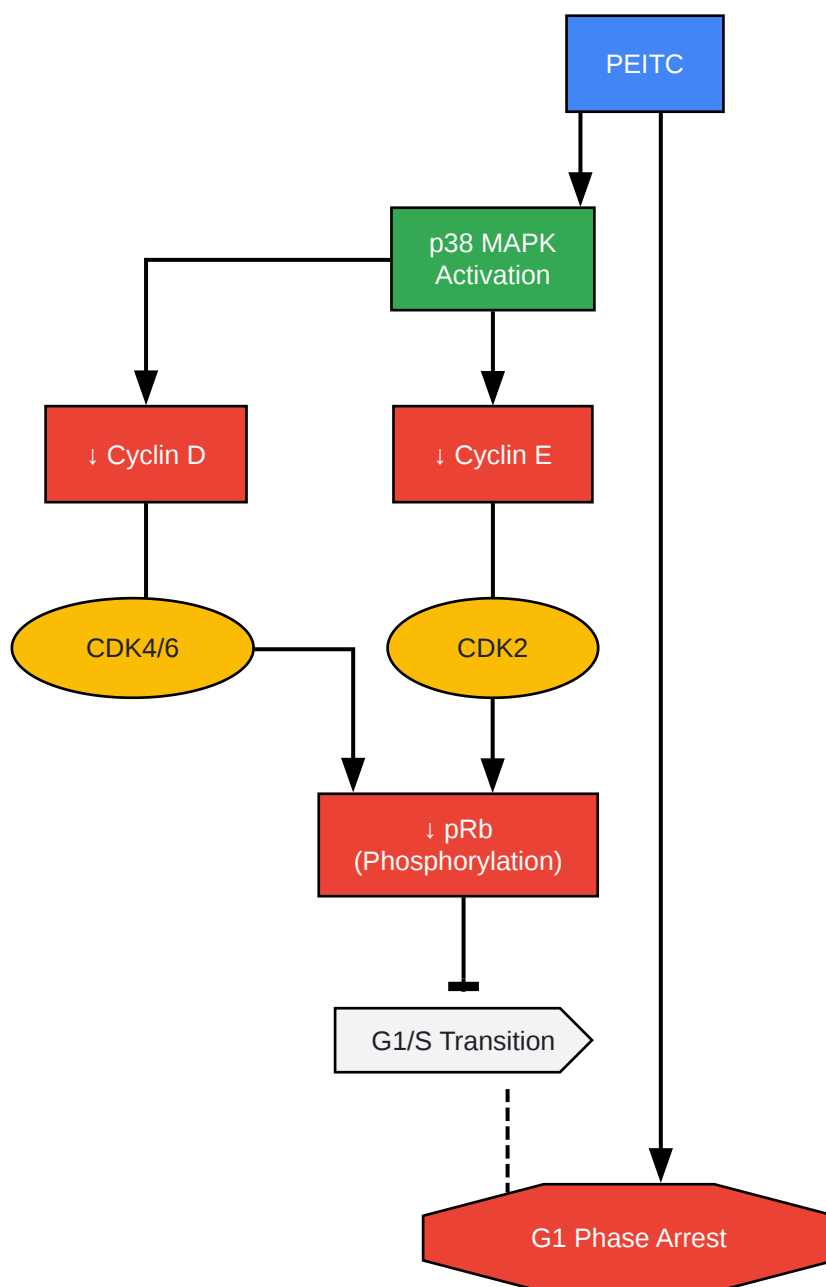 PEITC
p38 MAPK
Activation
↓ Cyclin D
↓ Cyclin E
CDK4/6
CDK2
↓ pRb
(Phosphorylation)
G1/S Transition
G1 Phase Arrest